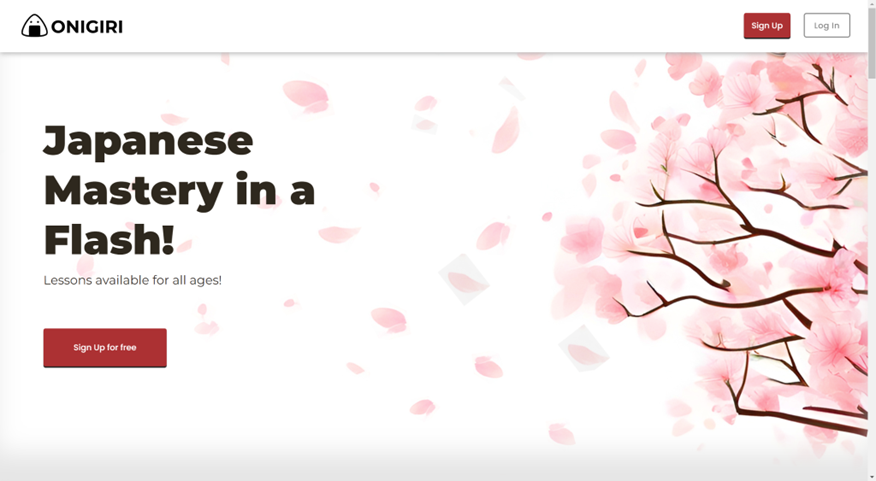 ONIGIRI
Sign Up
Log In
Japanese
Mastery in a
Flash!
Lessons available for all ages!
Sign Up for free